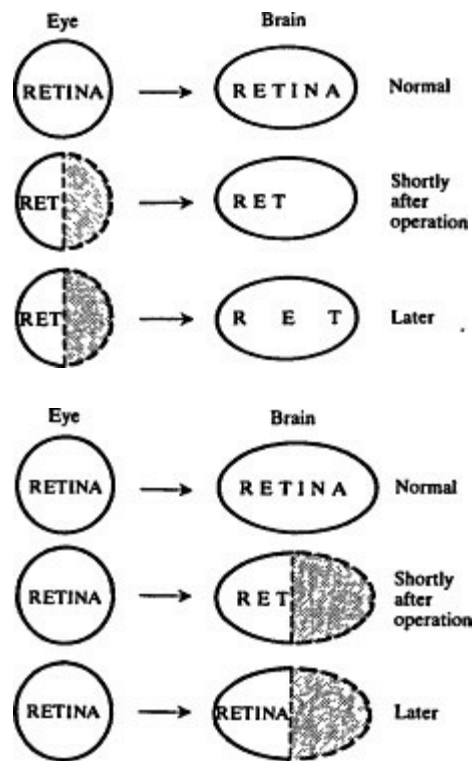 Eye Brain
RETINA RETINA Normal
RET RET Shortly
after
operation
RET R E T Later
Eye Brain
RETINA RETINA Normal
RETINA RET Shortly
after
operation
RETINA RETINA Later